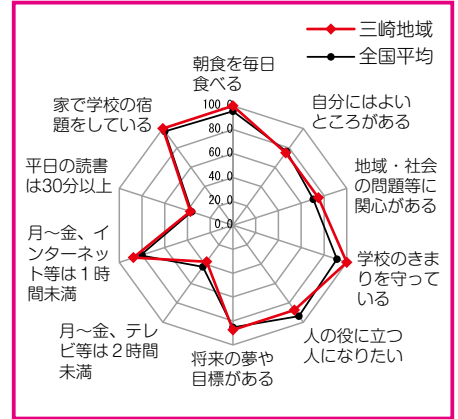 三崎地域
全国平均
朝食を毎日
食べる
自分にはよい
ところがある
地域・社会
の問題等に
関心がある
学校のきま
りを守って
いる
人の役に立つ
人になりたい
将来の夢や
目標がある
月～金、テレ
ビ等は２時間
未満
月～金、イ
ンターネッ
ト等は１時
間未満
平日の読書
は30分以上
家で学校の宿
題をしている
100.0
80.0
60.0
40.0
20.0
0.0